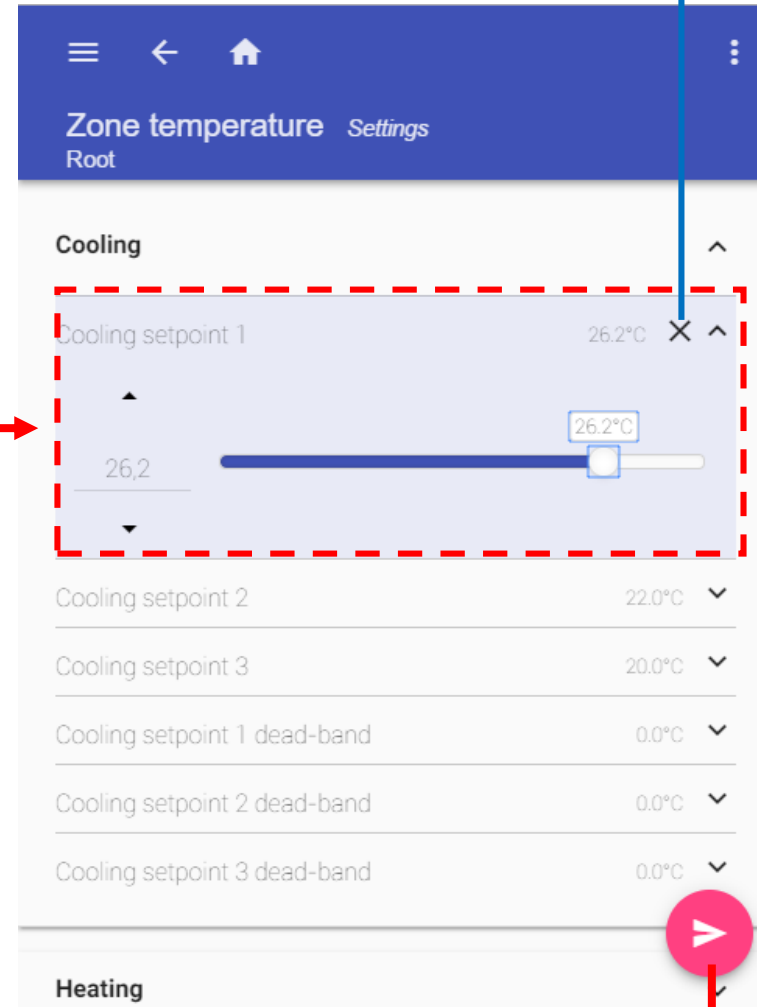 Zone temperature Settings
Root
Cooling
Cooling setpoint 1 26.2°C
26.2°C
26,2
Cooling setpoint 2 22.0°C
Cooling setpoint 3 20.0°C
Cooling setpoint 1 dead-band 0.0°C
Cooling setpoint 2 dead-band 0.0°C
Cooling setpoint 3 dead-band 0.0°C
Heating